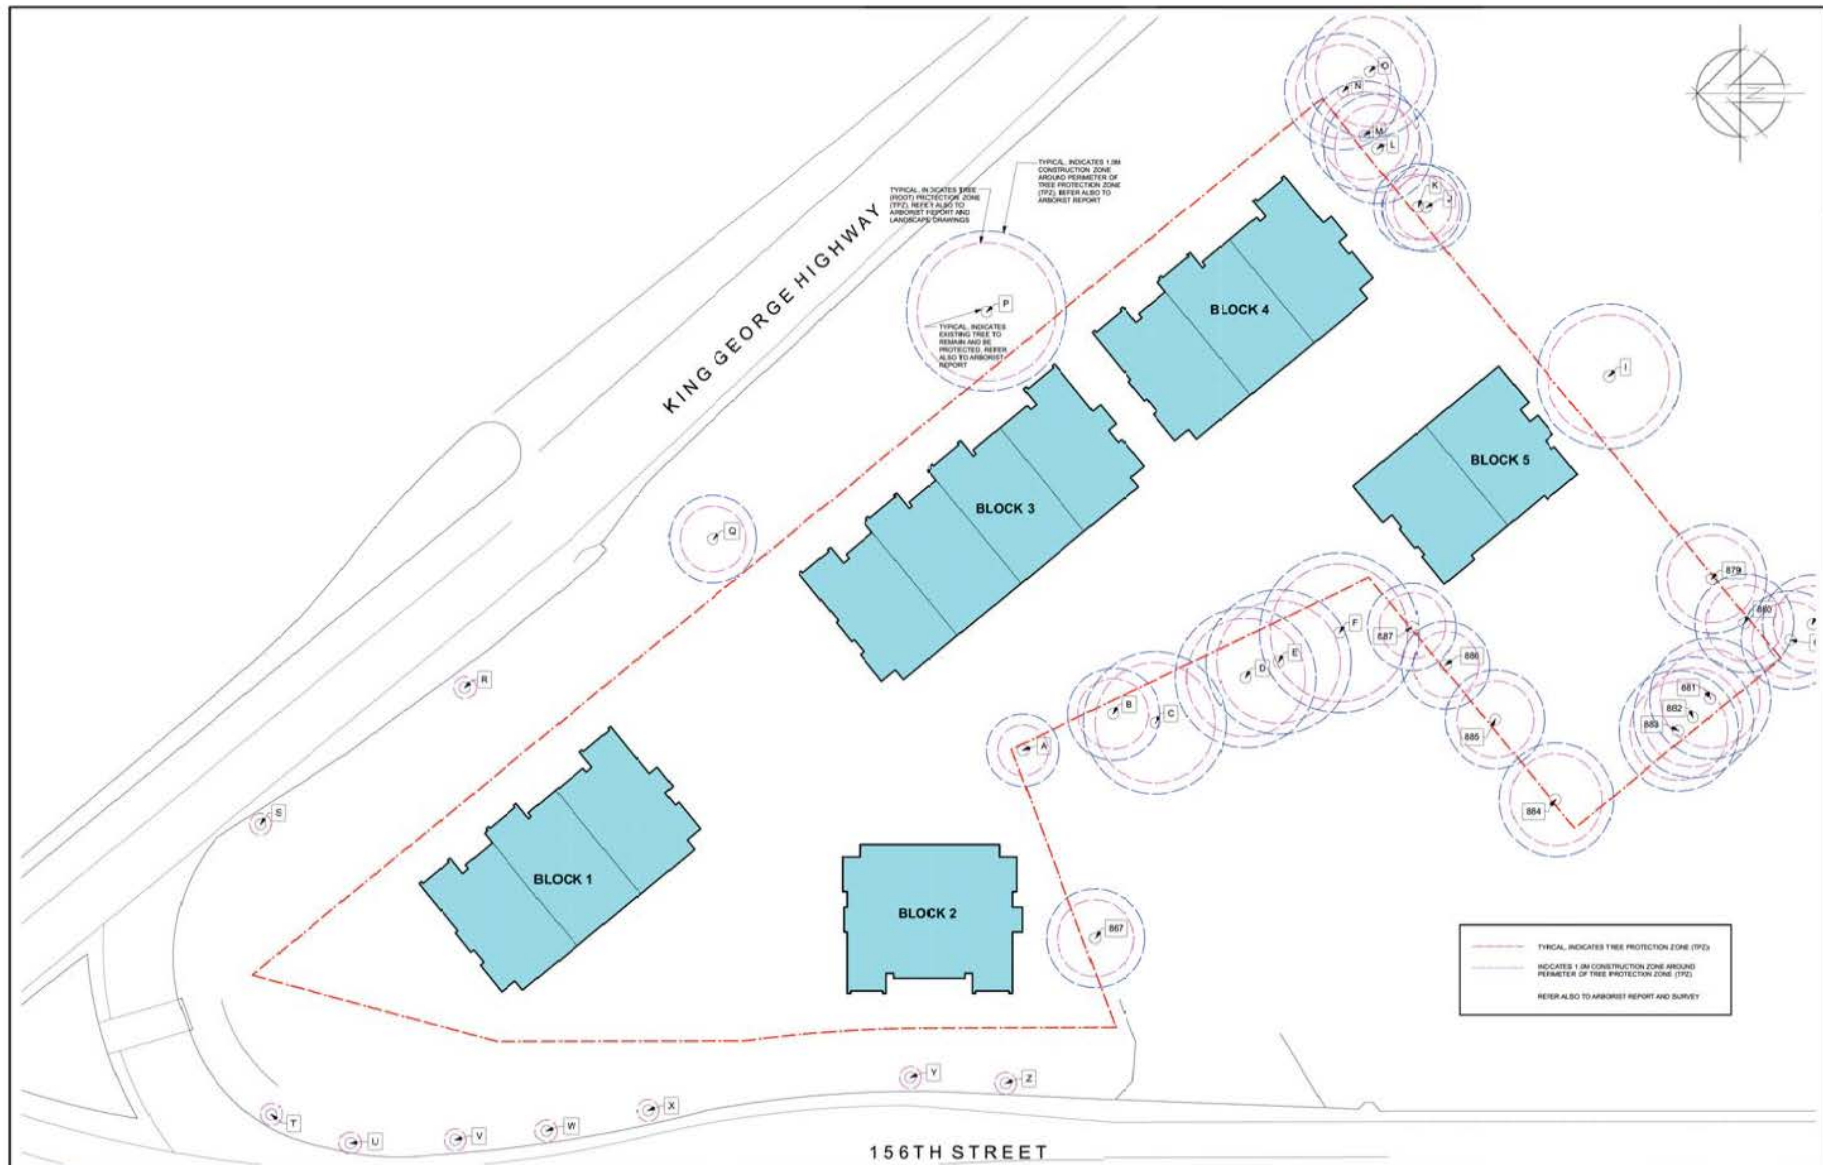 O
N
M
L
K
J
TYPICAL, INDICATES 1.0M
CONSTRUCTION ZONE
AROUND PERIMETER OF
TREE PROTECTION ZONE
(TPZ). REFER ALSO TO
ARBORIST REPORT
TYPICAL, INDICATES TREE
(ROOT) PROTECTION ZONE
(TPZ). REFER ALSO TO
ARBORIST REPORT AND
LANDSCAPE DRAWINGS
KING GEORGE HIGHWAY
P
TYPICAL, INDICATES
EXISTING TREE TO
REMAIN AND BE
PROTECTED. REFER
ALSO TO ARBORIST
REPORT
BLOCK 4
I
BLOCK 5
BLOCK 3
Q
879
880
F
887
886
E
D
R
881
882
883
B
C
885
A
884
S
BLOCK 1
BLOCK 2
867
TYPICAL, INDICATES TREE PROTECTION ZONE (TPZ)
INDICATES 1.0M CONSTRUCTION ZONE AROUND
PERIMETER OF TREE PROTECTION ZONE (TPZ)
REFER ALSO TO ARBORIST REPORT AND SURVEY
Y
Z
X
T
W
V
U
156TH STREET